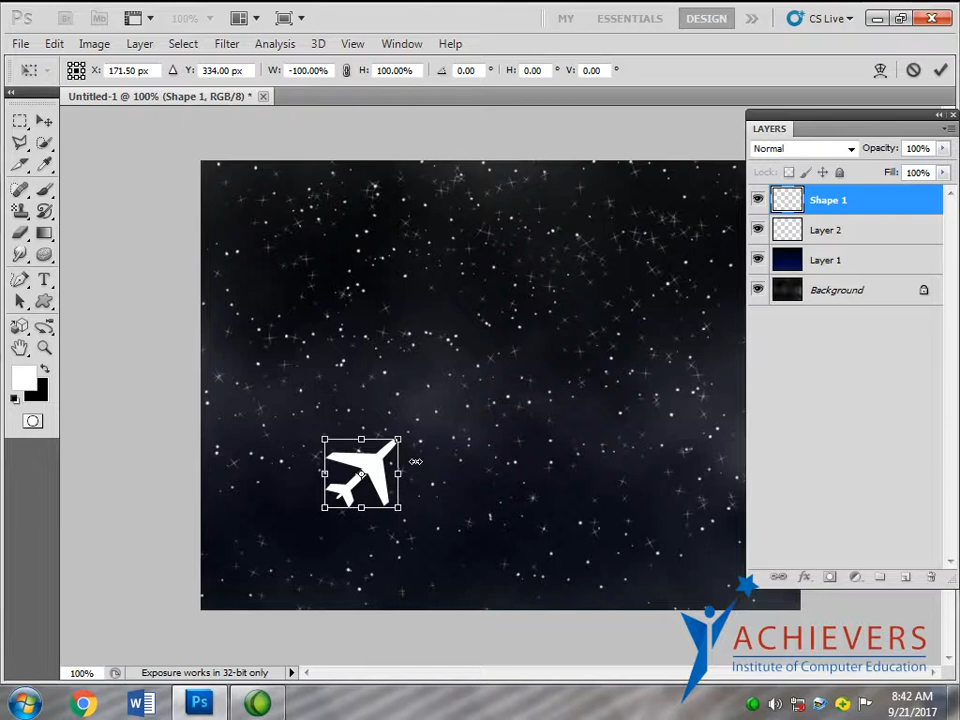 Ps
Br
Mb
100%
MY
ESSENTIALS
DESIGN
CS Live
File Edit Image Layer Select Filter Analysis 3D View Window Help
X: 171.50 px Y: 334.00 px W: -100.00% H: 100.00% 0.00 ° H: 0.00 ° V: 0.00 °
Untitled-1 @ 100% (Shape 1, RGB/8) *
LAYERS
Normal Opacity: 100%
Lock: Fill: 100%
Shape 1
Layer 2
Layer 1
Background
T
ACHIEVERS
Institute of Computer Education
100% Exposure works in 32-bit only
W
Ps
8:42 AM
9/21/2017